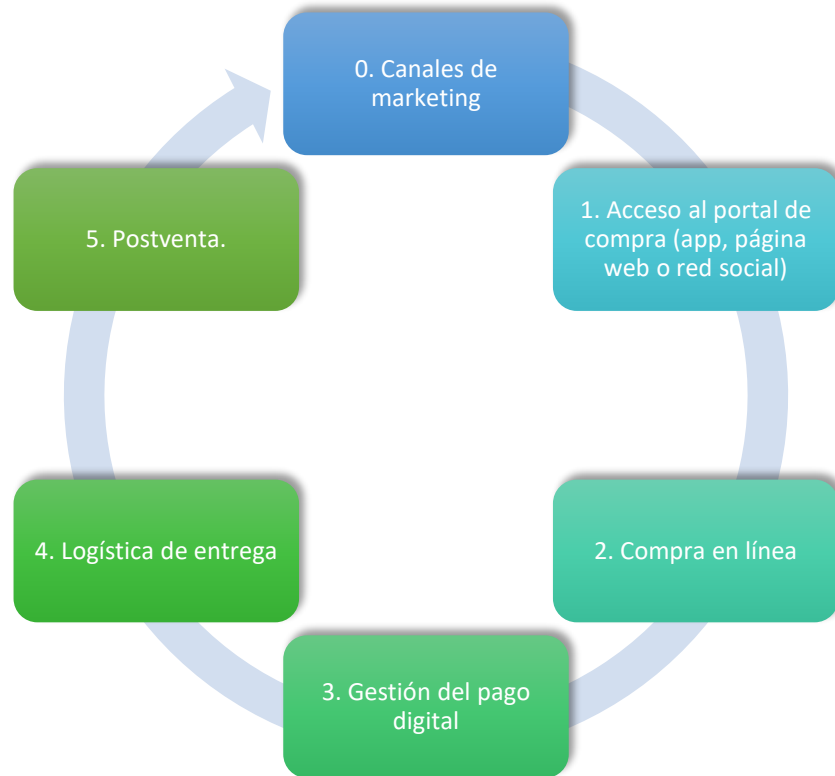 0. Canales de
marketing
1. Acceso al portal de
compra (app, página
web o red social)
2. Compra en línea
3. Gestión del pago
digital
4. Logística de entrega
5. Postventa.